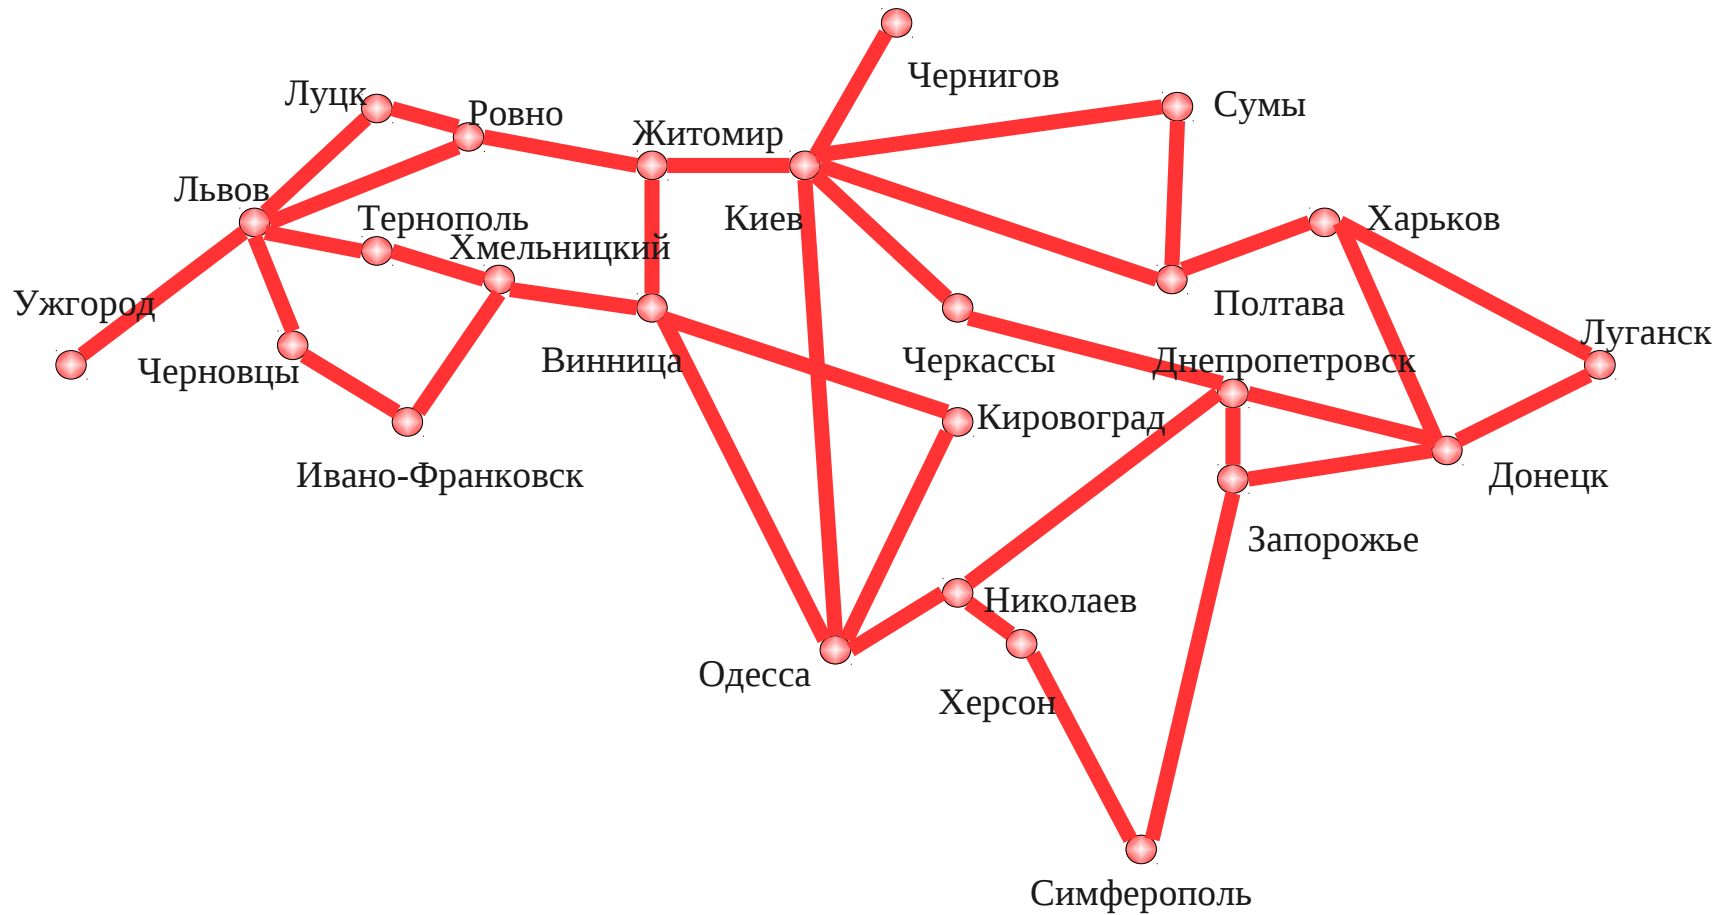 Чернигов
Луцк
Ровно
Сумы
Житомир
Львов
Тернополь
Киев
Харьков
Хмельницкий
Ужгород
Полтава
Луганск
Черновцы
Винница
Черкассы
Днепропетровск
Кировоград
Ивано-Франковск
Донецк
Запорожье
Николаев
Одесса
Херсон
Симферополь